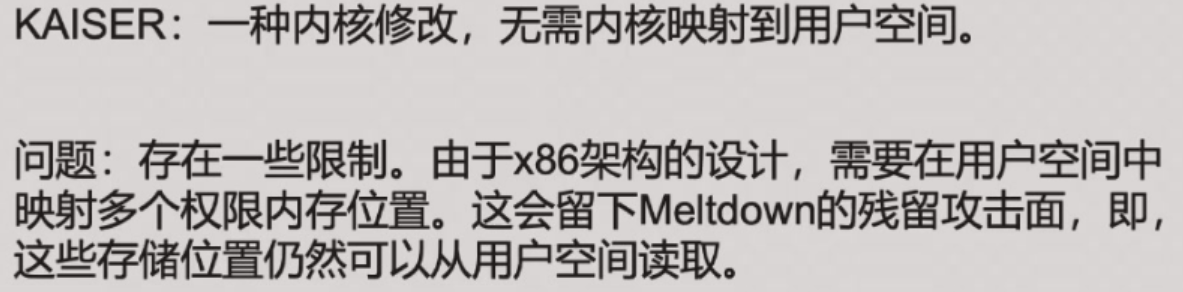 KAISER：一种内核修改，无需内核映射到用户空间。
问题：存在一些限制。由于x86架构的设计，需要在用户空间中
映射多个权限内存位置。这会留下Meltdown的残留攻击面，即，
这些存储位置仍然可以从用户空间读取。